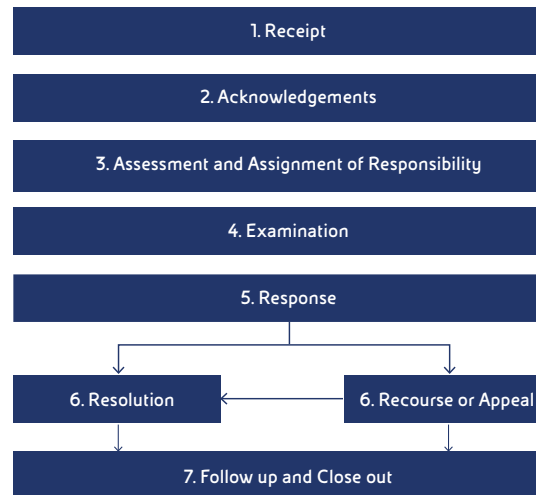 1. Receipt
2. Acknowledgements
3. Assessment and Assignment of Responsibility
4. Examination
5. Response
6. Resolution
6. Recourse or Appeal
7. Follow up and Close out